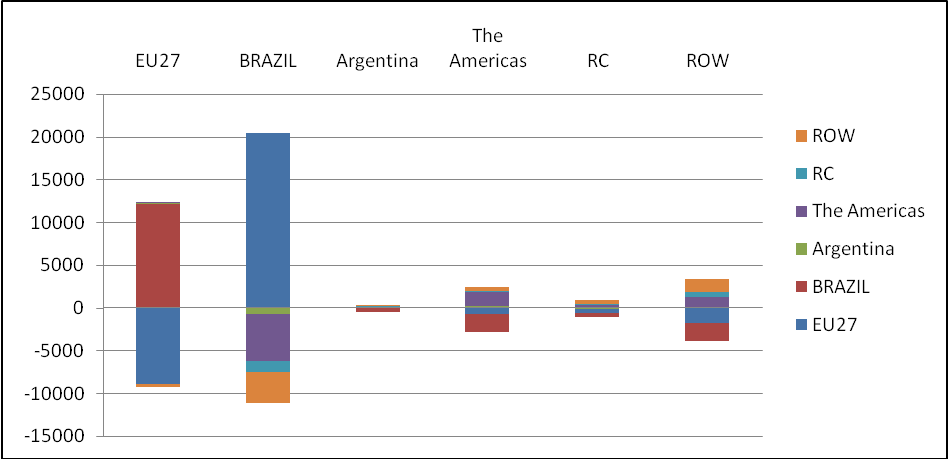 EU27
BRAZIL
Argentina
The
Americas
RC
ROW
25000
20000
15000
10000
5000
0
-5000
-10000
-15000
ROW
RC
The Americas
Argentina
BRAZIL
EU27